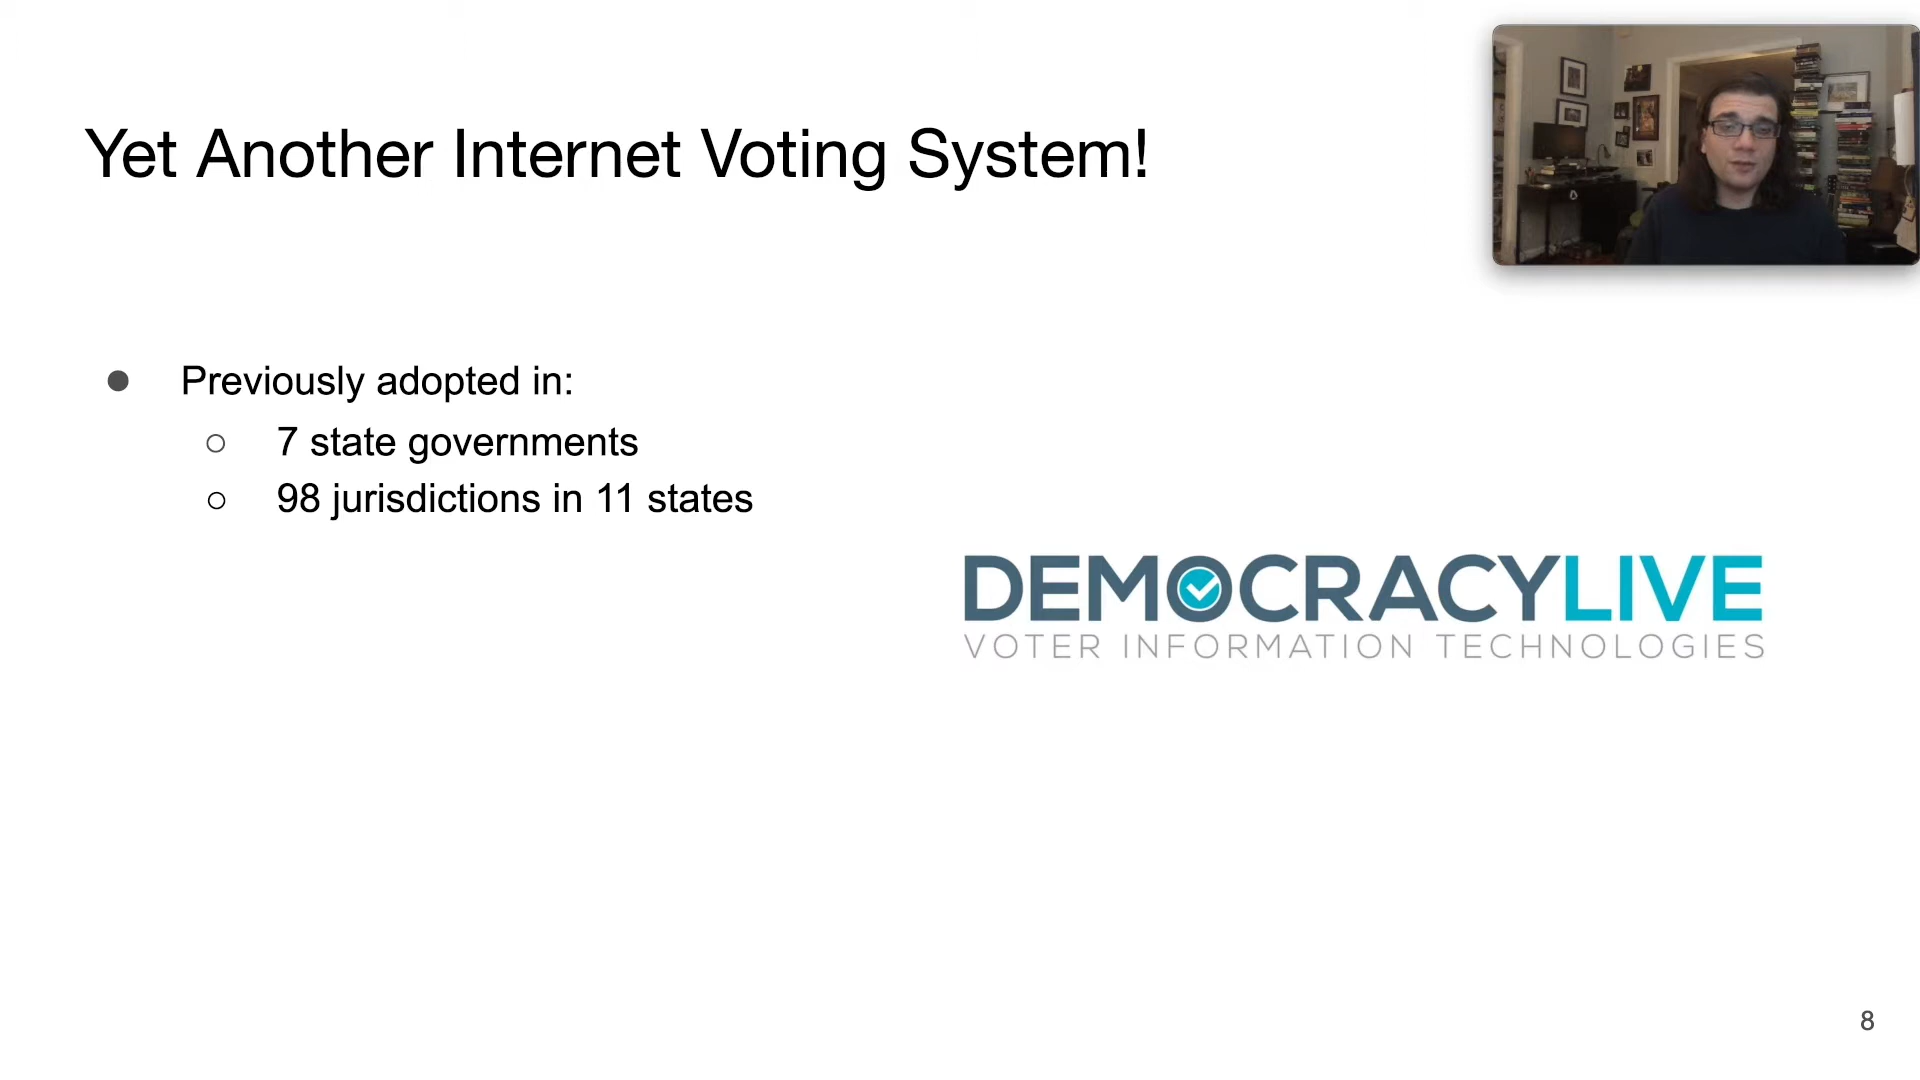 Yet Another Internet Voting System!
Previously adopted in:
7 state governments
98 jurisdictions in 11 states
DEMOCRACYLIVE
VOTER INFORMATION TECHNOLOGIES
8